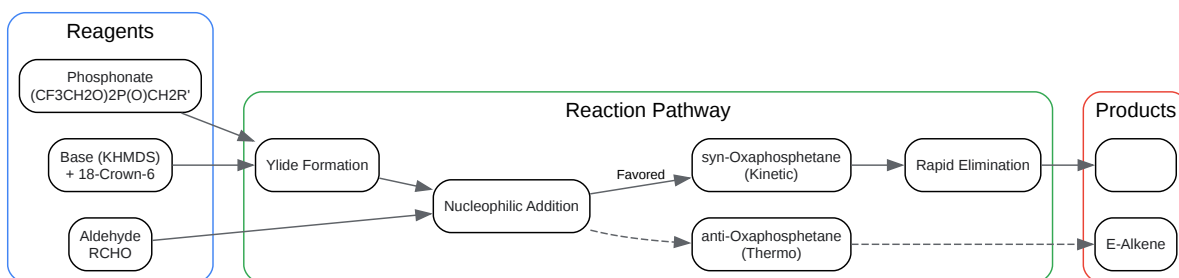 Reagents
Phosphonate
(CF3CH2O)2P(O)CH2R'
Base (KHMDS)
+ 18-Crown-6
Aldehyde
RCHO
Reaction Pathway
Ylide Formation
Nucleophilic Addition
Favored
syn-Oxaphosphetane
(Kinetic)
Rapid Elimination
anti-Oxaphosphetane
(Thermo)
Products
E-Alkene